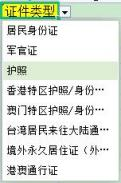 证件类型
居民身份证
军官证
护照
香港特区护照/身份…
澳门特区护照/身份…
台湾居民来往大陆通…
境外永久居住证（外…
港澳通行证